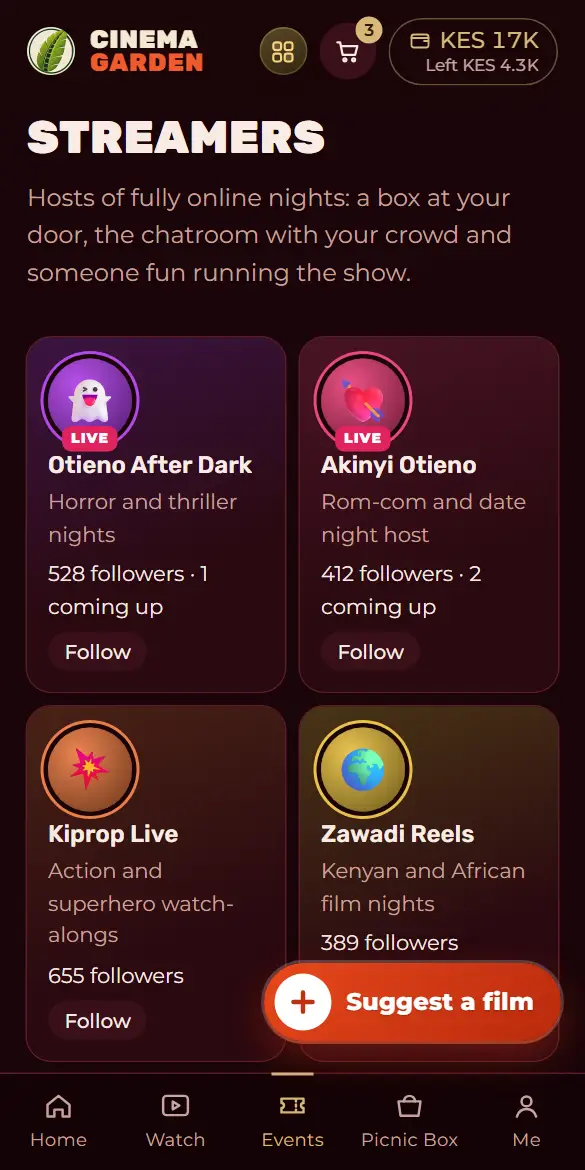 CINEMA
GARDEN
3
KES 17K
Left KES 4.3K
STREAMERS
Hosts of fully online nights: a box at your
door, the chatroom with your crowd and
someone fun running the show.
LIVE
Otieno After Dark
Horror and thriller
nights
528 followers · 1
coming up
Follow
LIVE
Akinyi Otieno
Rom-com and date
night host
412 followers · 2
coming up
Follow
Kiprop Live
Action and
superhero watch-
alongs
655 followers
Follow
Zawadi Reels
Kenyan and African
film nights
389 followers
Suggest a film
Home
Watch
Events
Picnic Box
Me